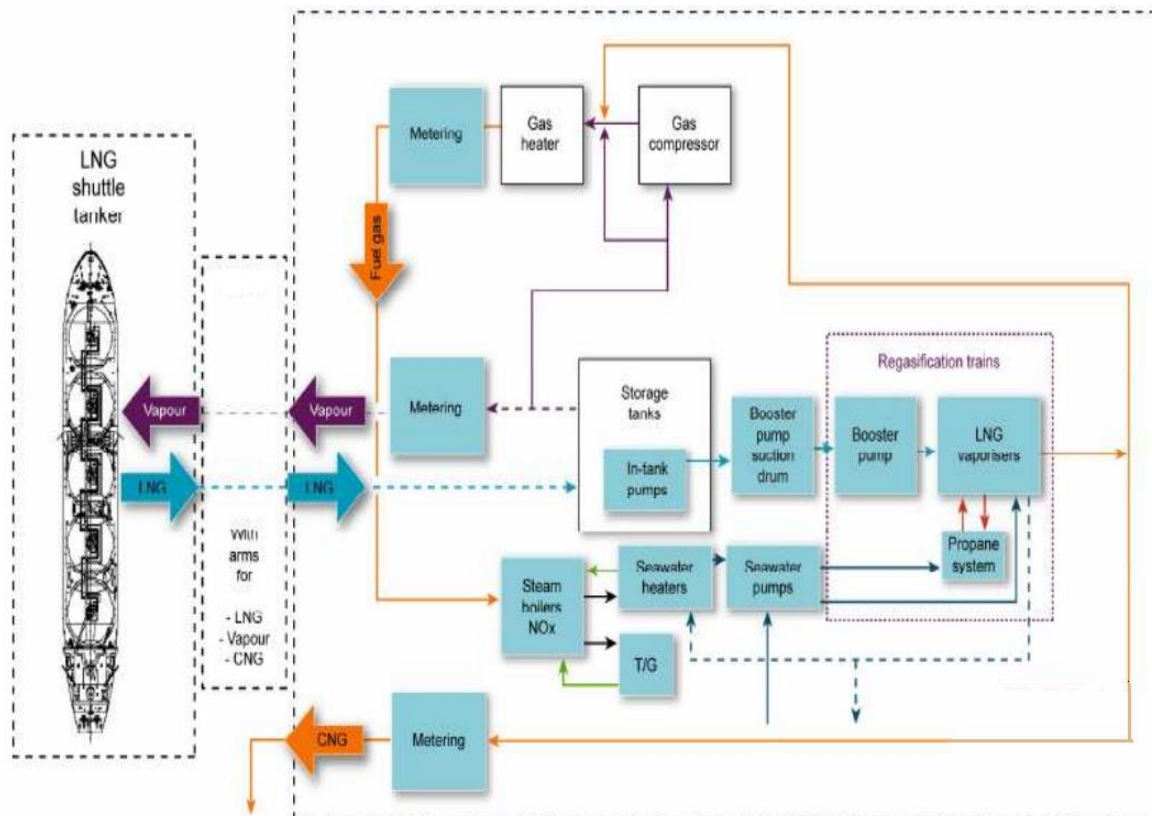 LNG
shuttle
tanker
Metering
Gas
heater
Gas
compressor
Fuel gas
Vapour
Vapour
Metering
Storage
tanks
In-tank
pumps
Booster
pump
suction
drum
Regasification trains
Booster
pump
LNG
vaporisers
LNG
LNG
With
arms
for
- LNG
- Vapour
- CNG
Steam
boilers
NOx
Seawater
heaters
Seawater
pumps
Propane
system
T/G
CNG
Metering